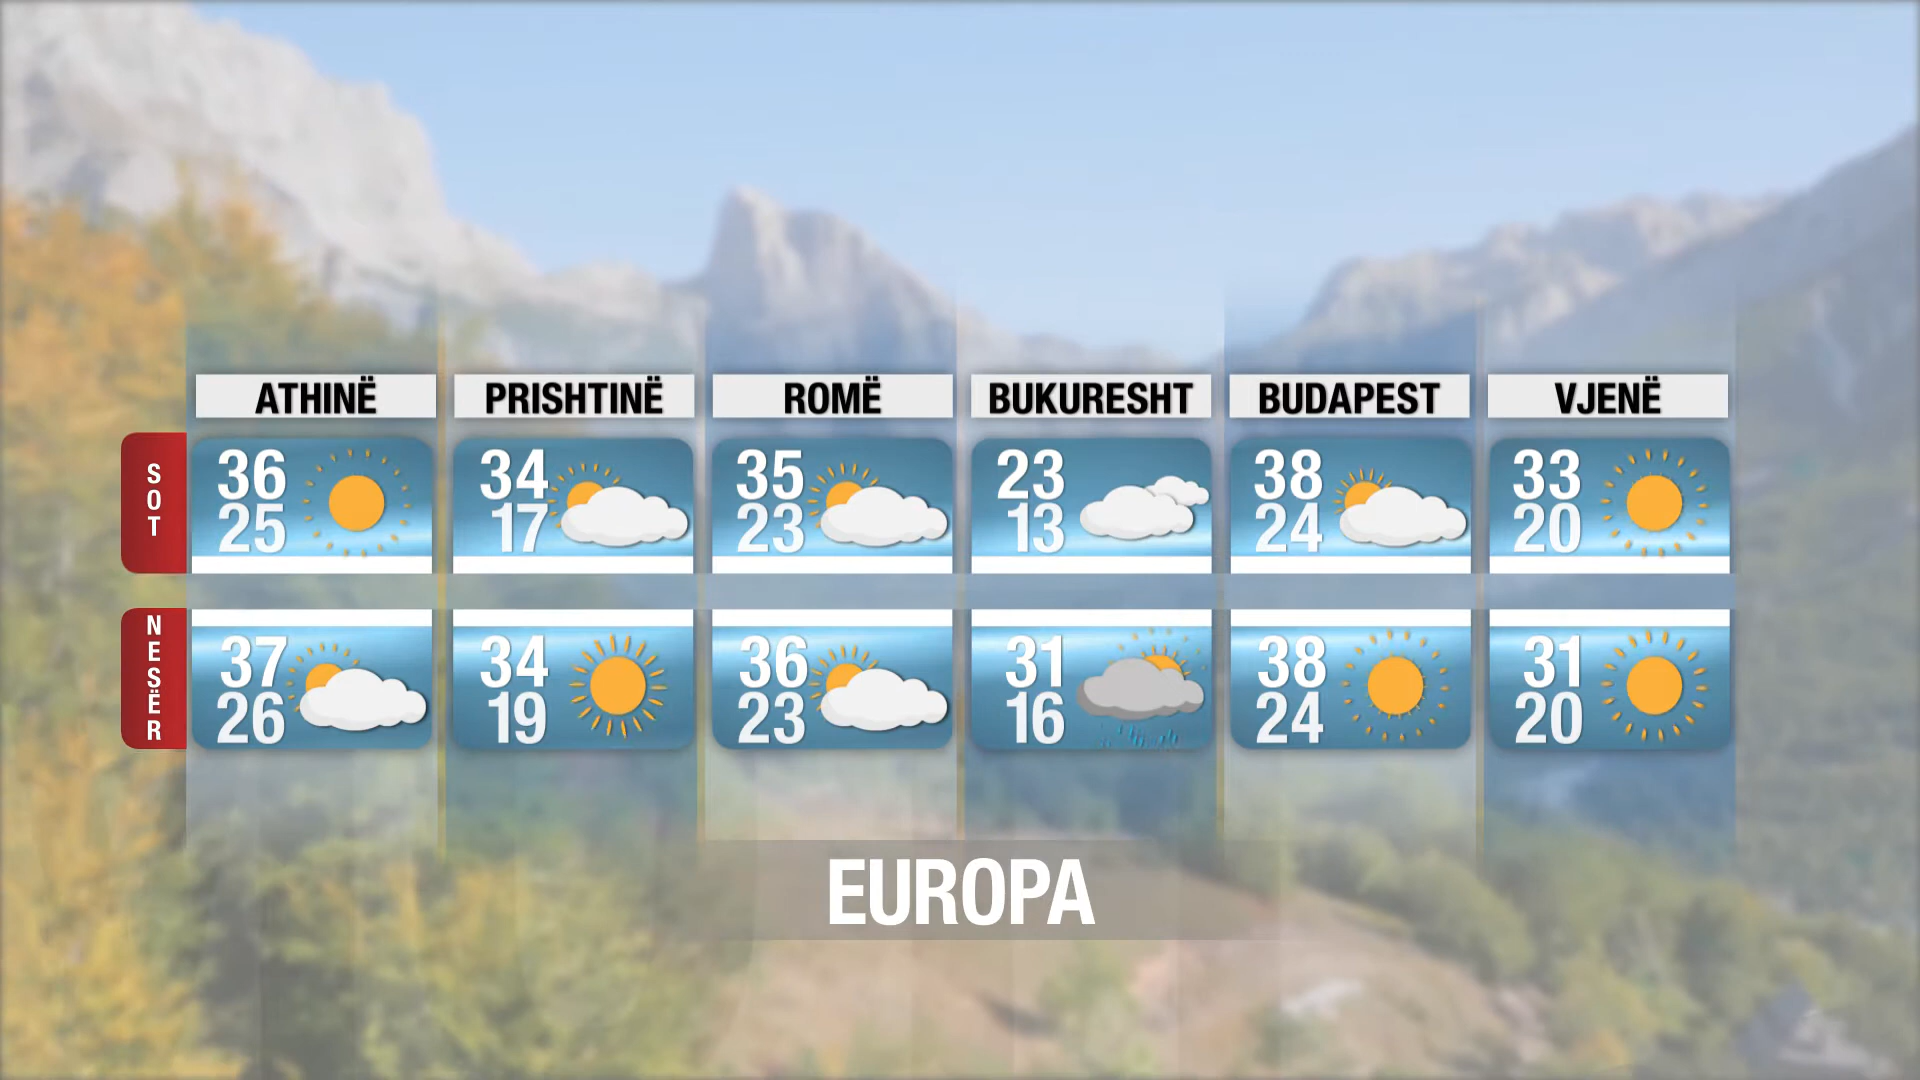 ATHINË PRISHTINË ROMË BUKURESHT BUDAPEST VJENË
SOT
36 34 35 23 38 33
25 17 23 13 24 20
NESËR
37 34 36 31 38 31
26 19 23 16 24 20
EUROPA